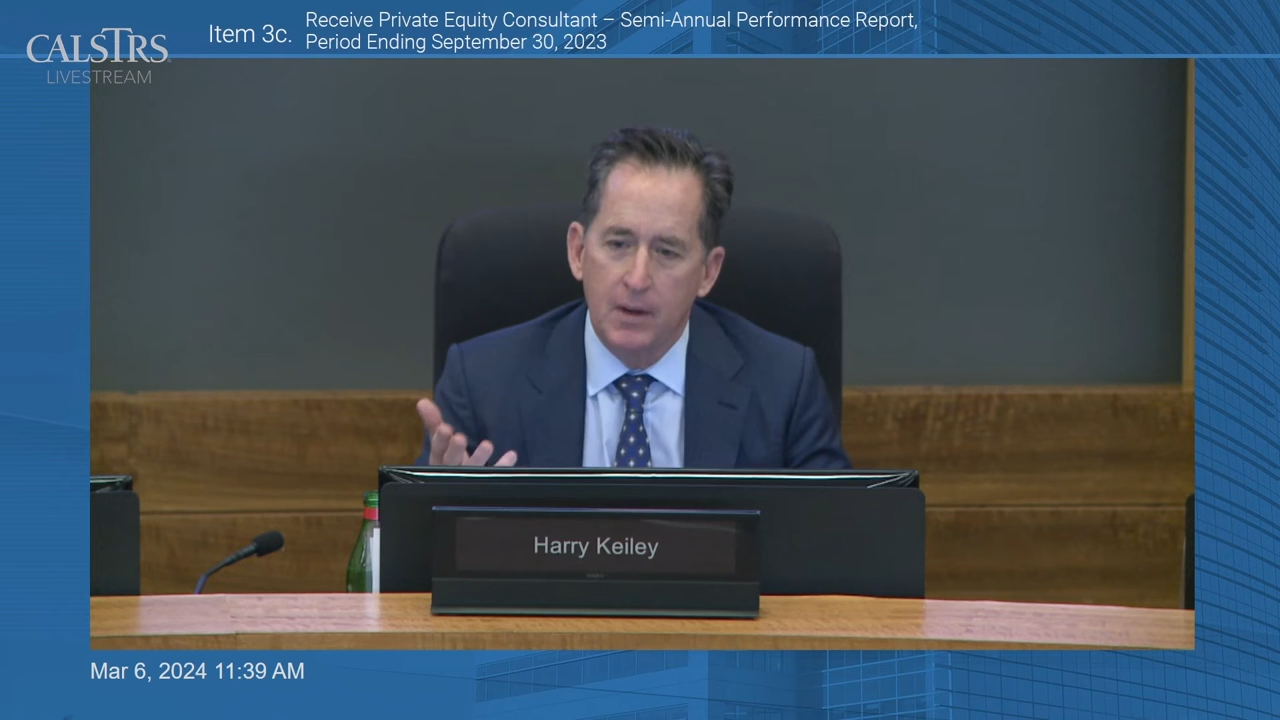 CALSTRS
LIVESTREAM
Item 3c.
Receive Private Equity Consultant – Semi-Annual Performance Report,
Period Ending September 30, 2023
Harry Keiley
Mar 6, 2024 11:39 AM